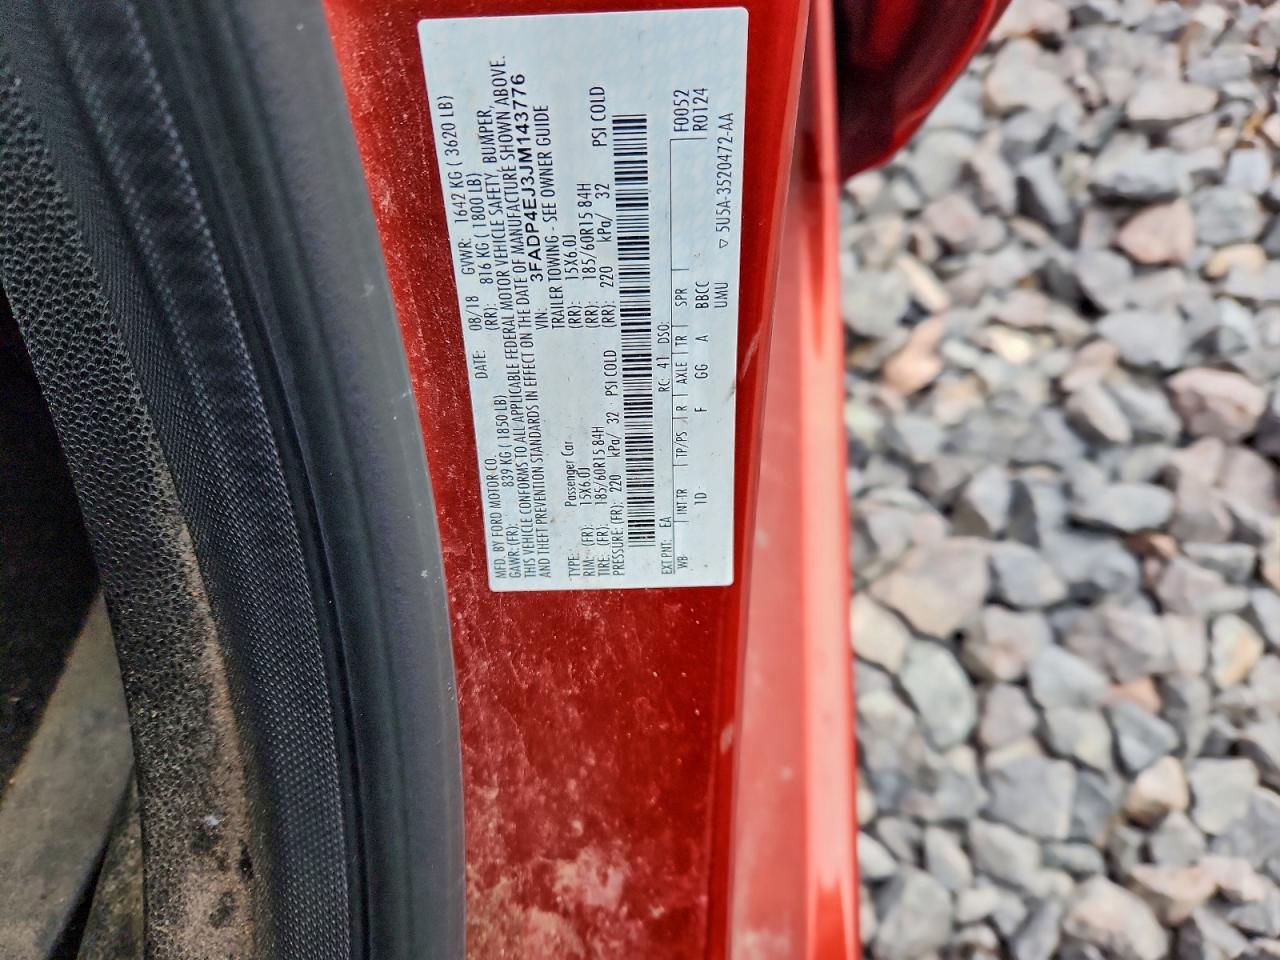 MFD. BY FORD MOTOR CO.
DATE: 08/18 GVWR: 1642 KG ( 3620 LB)
GAWR: (FR): 839 KG ( 1850 LB) (RR): 816 KG ( 1800 LB)
THIS VEHICLE CONFORMS TO ALL APPLICABLE FEDERAL MOTOR VEHICLE SAFETY, BUMPER,
AND THEFT PREVENTION STANDARDS IN EFFECT ON THE DATE OF MANUFACTURE SHOWN ABOVE.
VIN: 3FADP4EJ3JM143776
TRAILER TOWING - SEE OWNER GUIDE
TYPE: Passenger Car
RIM: (FR): 15X6.0J (RR): 15X6.0J
TIRE: (FR): 185/60R15 84H (RR): 185/60R15 84H
PRESSURE: (FR): 220 kPa/ 32 PSI COLD (RR): 220 kPa/ 32 PSI COLD
EXT PNT: EA RC: 41 DSO: F0052
WB INT TR TP/PS R AXLE TR SPR R0124
1D F GG A BBCC
UMU ▽ 5U5A-3520472-AA